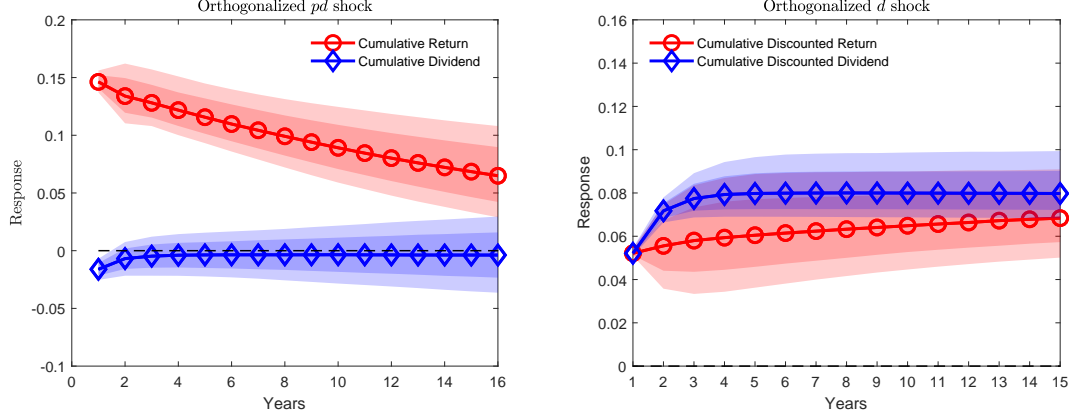 Orthogonalized pd shock
Cumulative Return
Cumulative Dividend
Response
0.2
0.15
0.1
0.05
0
-0.05
-0.1
0 2 4 6 8 10 12 14 16
Years
Orthogonalized d shock
Cumulative Discounted Return
Cumulative Discounted Dividend
Response
0.16
0.14
0.12
0.1
0.08
0.06
0.04
0.02
0
1 2 3 4 5 6 7 8 9 10 11 12 13 14 15
Years